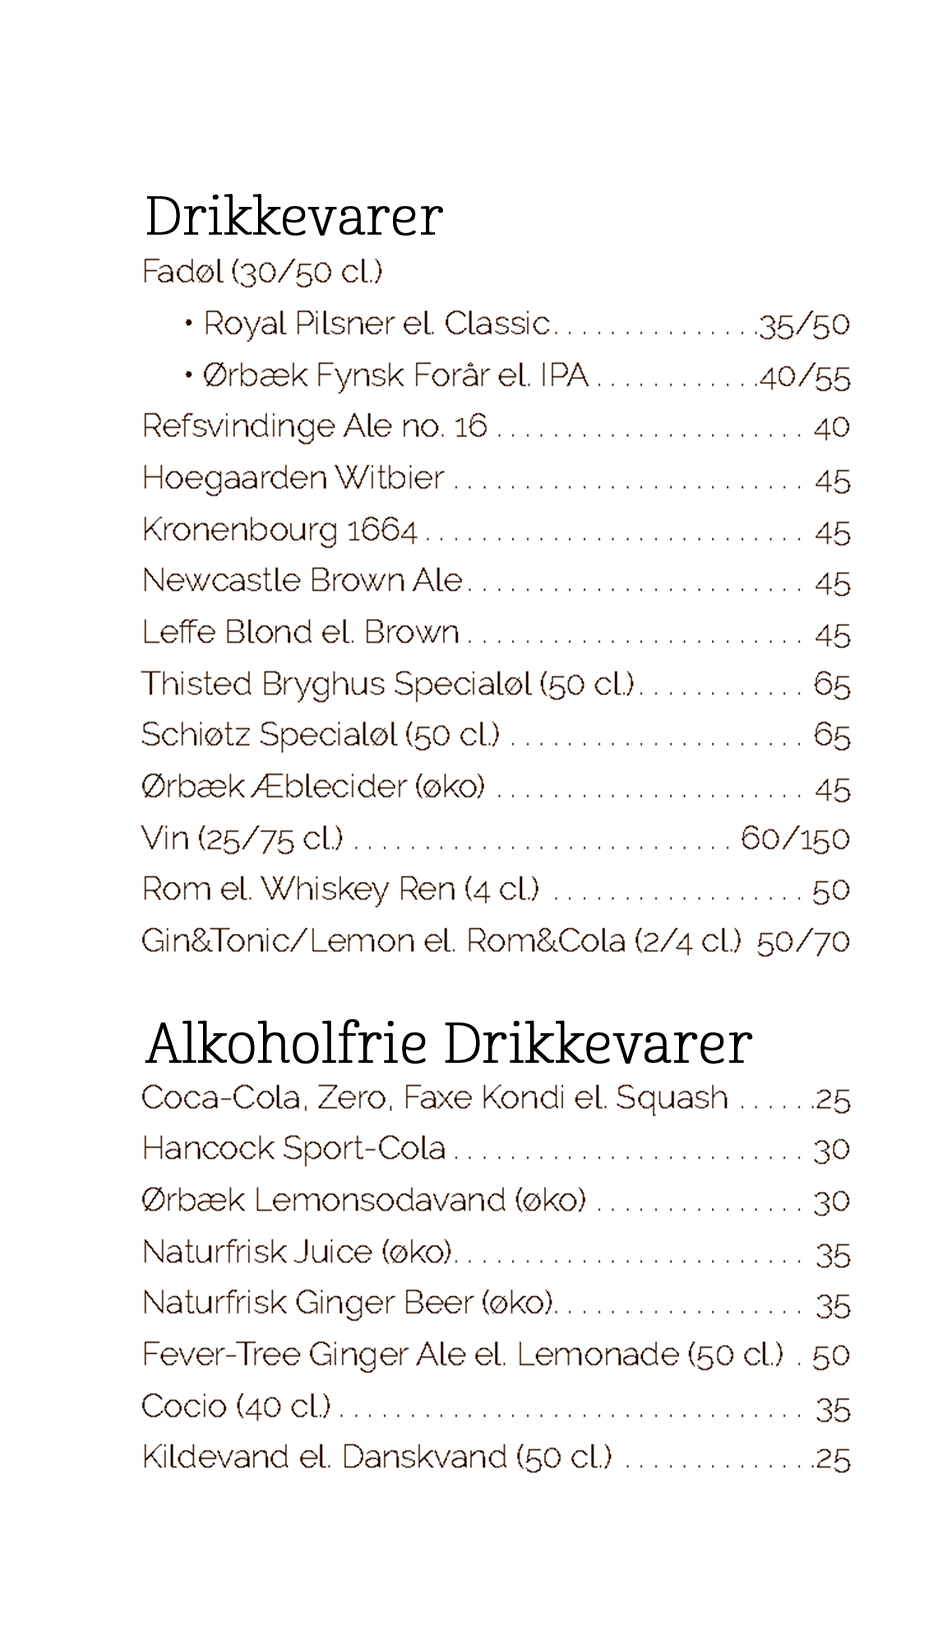 Drikkevarer
Fadøl (30/50 cl.)
• Royal Pilsner el. Classic. . . . . . . . . . . . . . .35/50
• Ørbæk Fynsk Forår el. IPA . . . . . . . . . . . .40/55
Refsvindinge Ale no. 16 . . . . . . . . . . . . . . . . . . . . . . 40
Hoegaarden Witbier . . . . . . . . . . . . . . . . . . . . . . . . . 45
Kronenbourg 1664 . . . . . . . . . . . . . . . . . . . . . . . . . . . 45
Newcastle Brown Ale. . . . . . . . . . . . . . . . . . . . . . . . 45
Leffe Blond el. Brown . . . . . . . . . . . . . . . . . . . . . . . . 45
Thisted Bryghus Specialøl (50 cl.). . . . . . . . . . . . 65
Schiøtz Specialøl (50 cl.) . . . . . . . . . . . . . . . . . . . . . 65
Ørbæk Æblecider (øko) . . . . . . . . . . . . . . . . . . . . . . 45
Vin (25/75 cl.) . . . . . . . . . . . . . . . . . . . . . . . . . . . 60/150
Rom el. Whiskey Ren (4 cl.) . . . . . . . . . . . . . . . . . . 50
Gin&Tonic/Lemon el. Rom&Cola (2/4 cl.) 50/70
Alkoholfrie Drikkevarer
Coca-Cola, Zero, Faxe Kondi el. Squash . . . . . .25
Hancock Sport-Cola . . . . . . . . . . . . . . . . . . . . . . . . . 30
Ørbæk Lemonsodavand (øko) . . . . . . . . . . . . . . . 30
Naturfrisk Juice (øko). . . . . . . . . . . . . . . . . . . . . . . . . 35
Naturfrisk Ginger Beer (øko). . . . . . . . . . . . . . . . . . 35
Fever-Tree Ginger Ale el. Lemonade (50 cl.) . 50
Cocio (40 cl.) . . . . . . . . . . . . . . . . . . . . . . . . . . . . . . . . . 35
Kildevand el. Danskvand (50 cl.) . . . . . . . . . . . . . .25